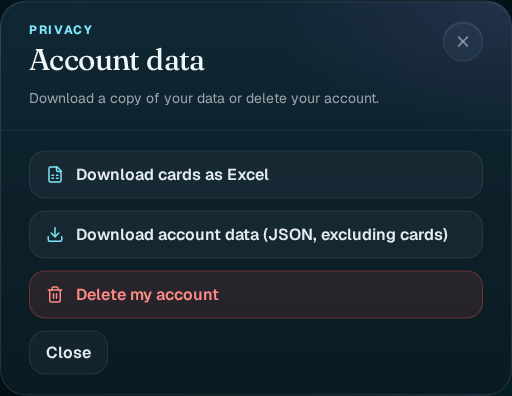 PRIVACY
Account data
Download a copy of your data or delete your account.
Download cards as Excel
Download account data (JSON, excluding cards)
Delete my account
Close